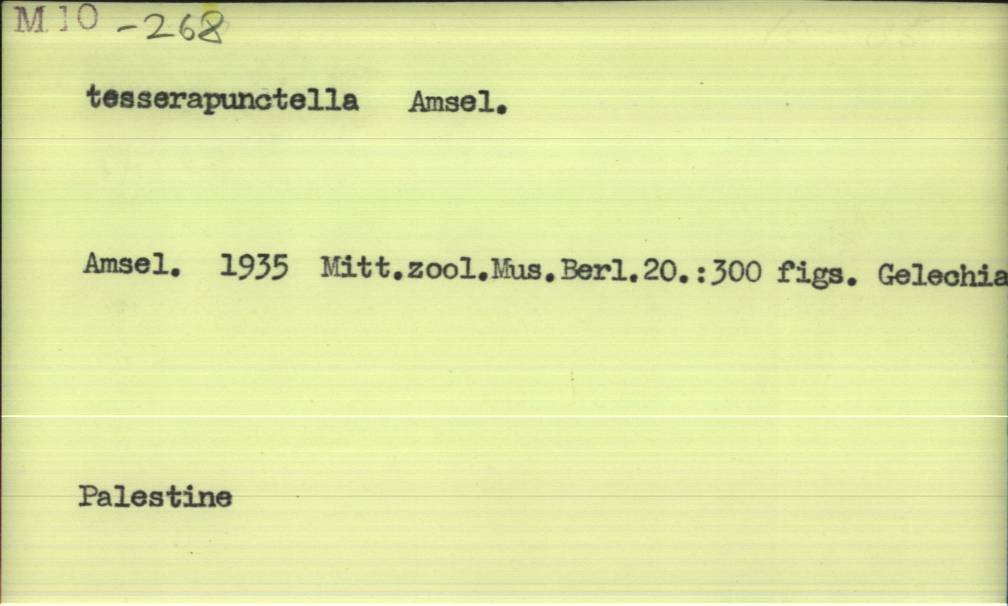 M 10 -268
tesserapunctella Amsel.
Amsel. 1935 Mitt.zool.Mus.Berl.20.:300 figs. Gelechia
Palestine